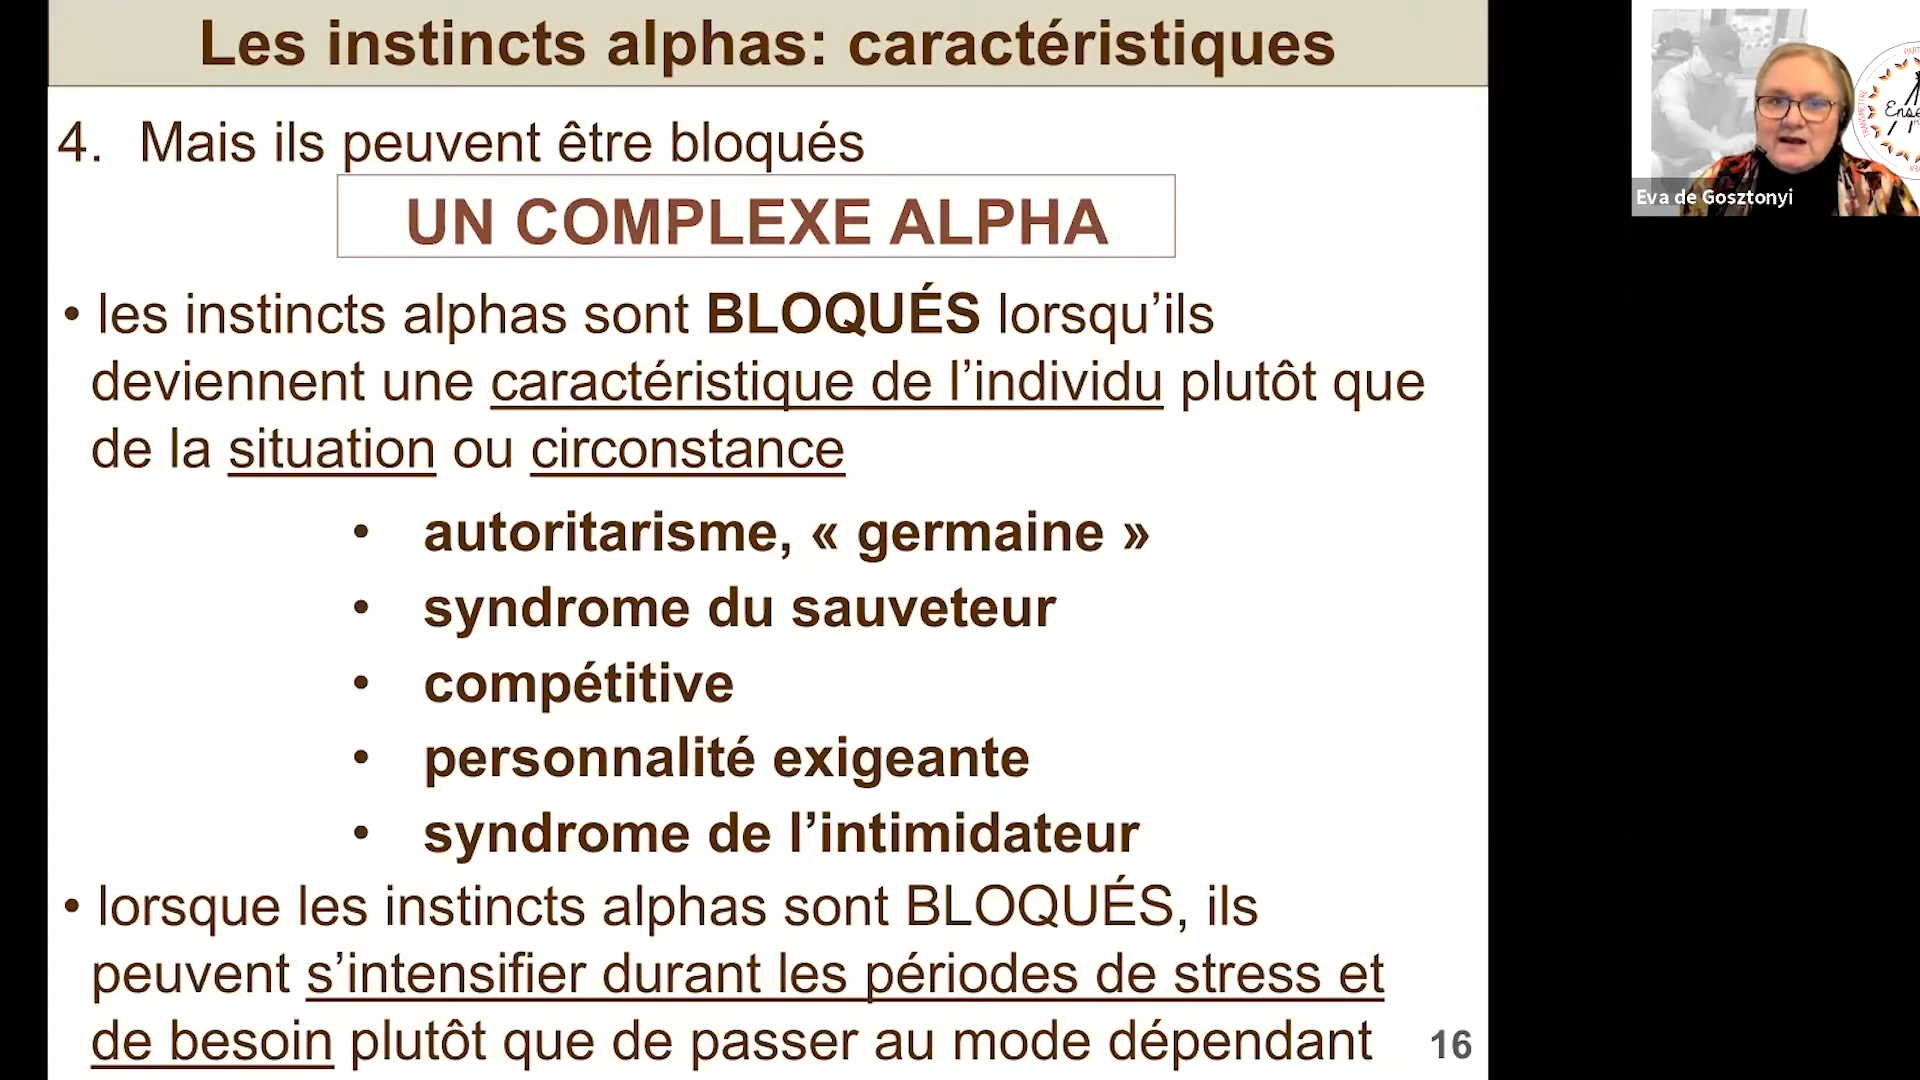 Les instincts alphas: caractéristiques
4. Mais ils peuvent être bloqués
UN COMPLEXE ALPHA
• les instincts alphas sont BLOQUÉS lorsqu’ils
deviennent une caractéristique de l’individu plutôt que
de la situation ou circonstance
• autoritarisme, « germaine »
• syndrome du sauveteur
• compétitive
• personnalité exigeante
• syndrome de l’intimidateur
• lorsque les instincts alphas sont BLOQUÉS, ils
peuvent s’intensifier durant les périodes de stress et
de besoin plutôt que de passer au mode dépendant
16
Eva de Gosztonyi
TRANSMETTRE